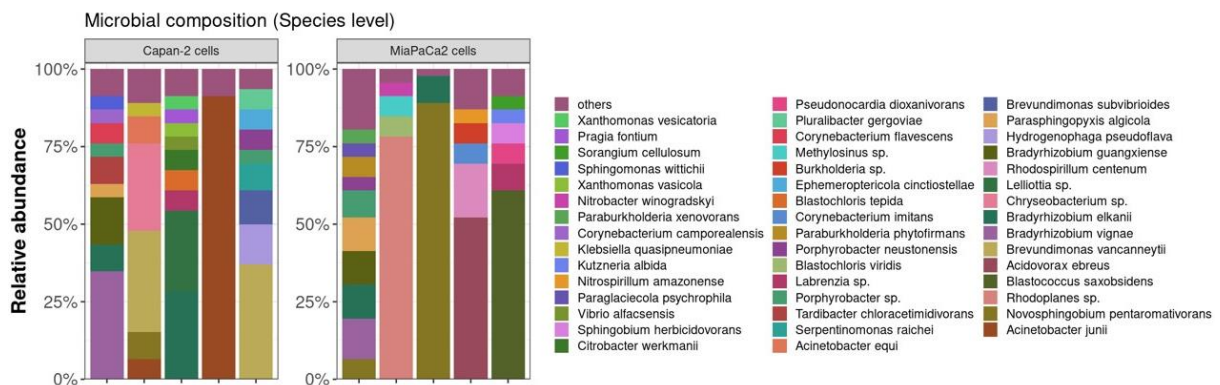 Microbial composition (Species level)
Capan-2 cells
MiaPaCa2 cells
Relative abundance
100%
75%
50%
25%
0%
100%
75%
50%
25%
0%
others
Xanthomonas vesicatoria
Pragia fontium
Sorangium cellulosum
Sphingomonas wittichii
Xanthomonas vasicola
Nitrobacter winogradskyi
Paraburkholderia xenovorans
Corynebacterium camporealensis
Klebsiella quasipneumoniae
Kutzneria albida
Nitrospirillum amazonense
Paraglaciecola psychrophila
Vibrio alfacsensis
Sphingobium herbicidovorans
Citrobacter werkmanii
Pseudonocardia dioxanivorans
Pluralibacter gergoviae
Corynebacterium flavescens
Methylosinus sp.
Burkholderia sp.
Ephemeroptericola cinctiostellae
Blastochloris tepida
Corynebacterium imitans
Paraburkholderia phytofirmans
Porphyrobacter neustonensis
Blastochloris viridis
Labrenzia sp.
Porphyrobacter sp.
Tardibacter chloracetimidivorans
Serpentinomonas raichei
Acinetobacter equi
Brevundimonas subvibrioides
Parasphingopyxis algicola
Hydrogenophaga pseudoflava
Bradyrhizobium guangxiense
Rhodospirillum centenum
Lelliottia sp.
Chryseobacterium sp.
Bradyrhizobium elkanii
Bradyrhizobium vignae
Brevundimonas vancanneytii
Acidovorax ebreus
Blastococcus saxobsidens
Rhodoplanes sp.
Novosphingobium pentaromativorans
Acinetobacter junii